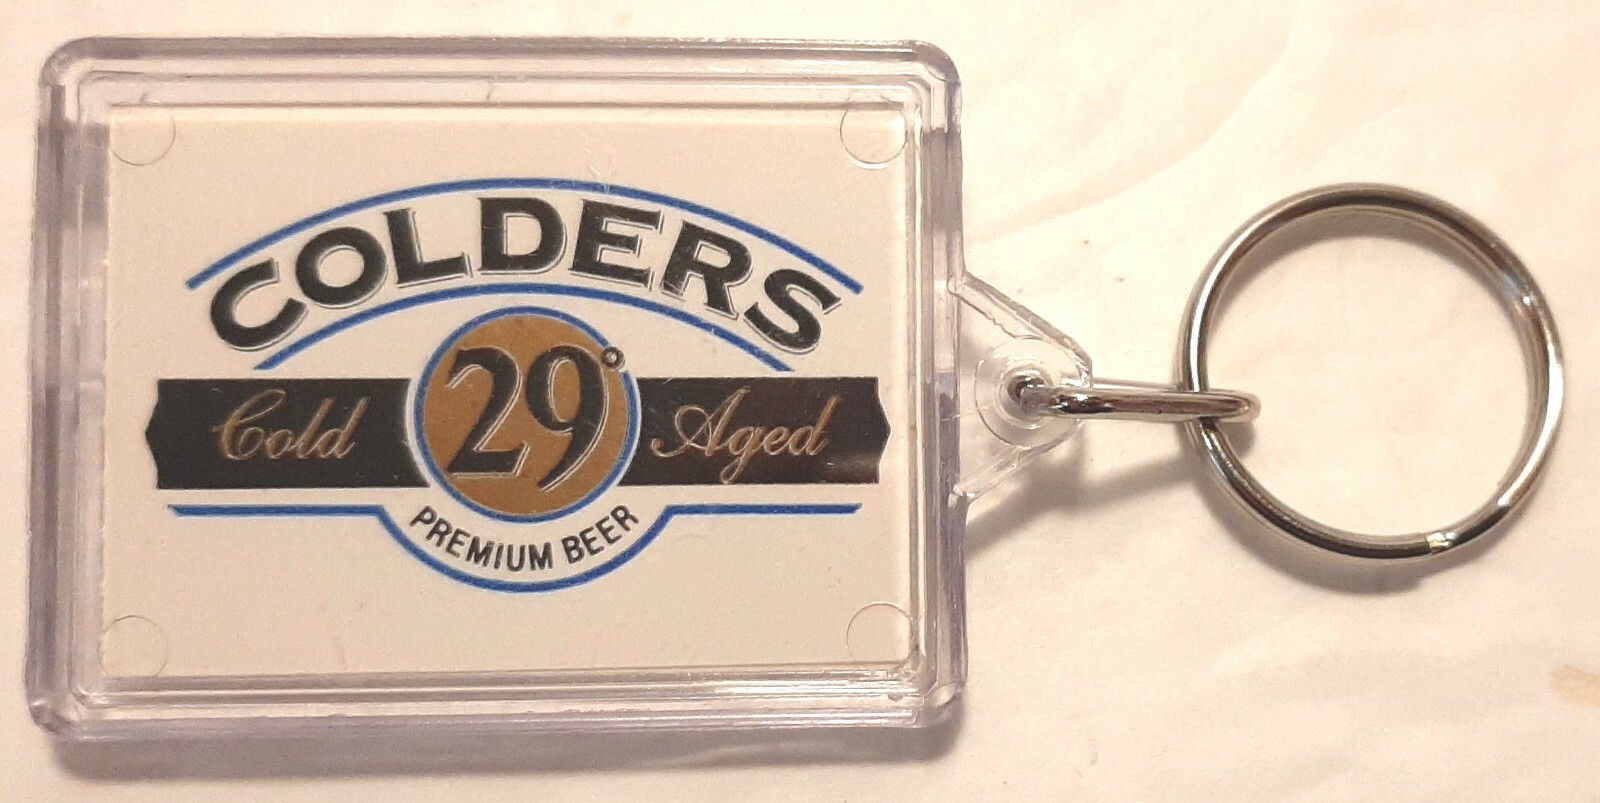 COLDERS
Cold 29° Aged
PREMIUM BEER